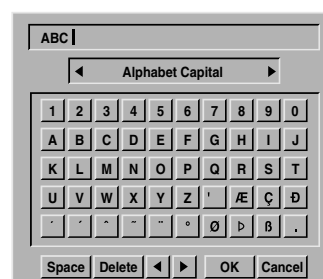 ABC
◀ Alphabet Capital ▶
1 2 3 4 5 6 7 8 9 0
A B C D E F G H I J
K L M N O P Q R S T
U V W X Y Z ' Æ Ç Ð
˙ ´ ˆ ˜ ¨ ° Ø Þ ß .
Space Delete ◀ ▶ OK Cancel